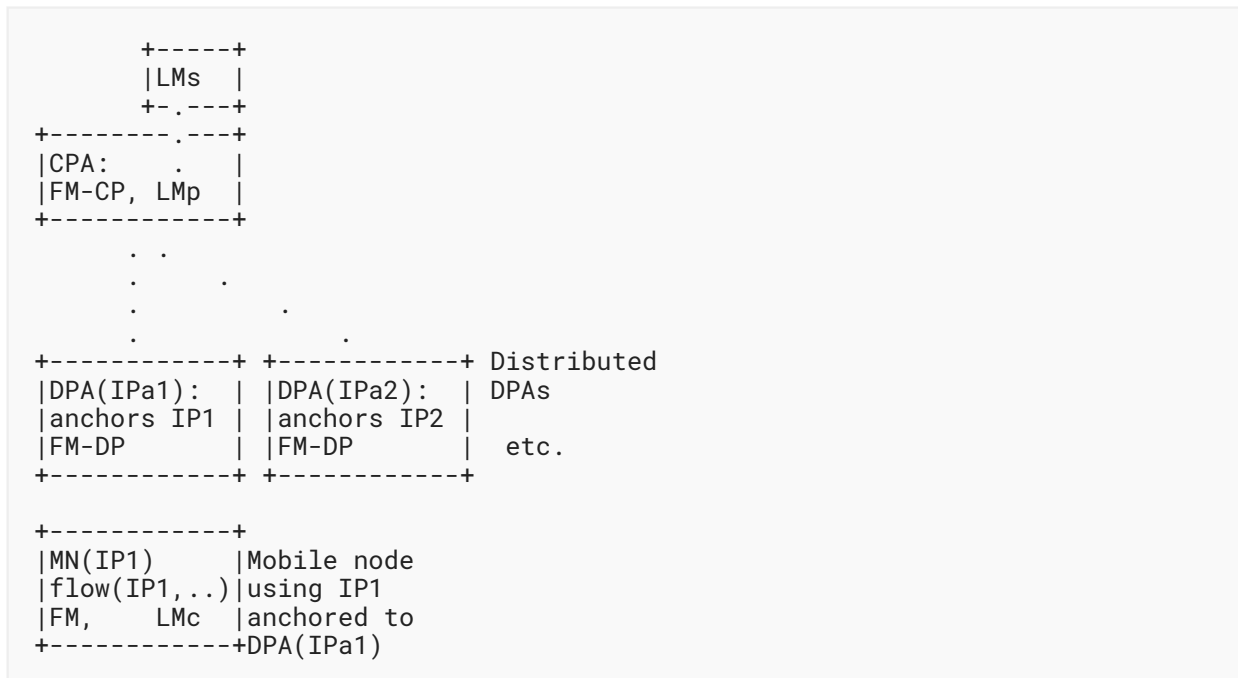 +-----+
|LMs  |
+-.---+
+--------.---+
|CPA:    .   |
|FM-CP, LMp  |
+------------+
. .
.     .
.         .
.             .
+------------+ +------------+ Distributed
|DPA(IPa1):  | |DPA(IPa2):  | DPAs
|anchors IP1 | |anchors IP2 |
|FM-DP       | |FM-DP       |  etc.
+------------+ +------------+
+------------+
|MN(IP1)     |Mobile node
|flow(IP1,..)|using IP1
|FM,    LMc  |anchored to
+------------+DPA(IPa1)